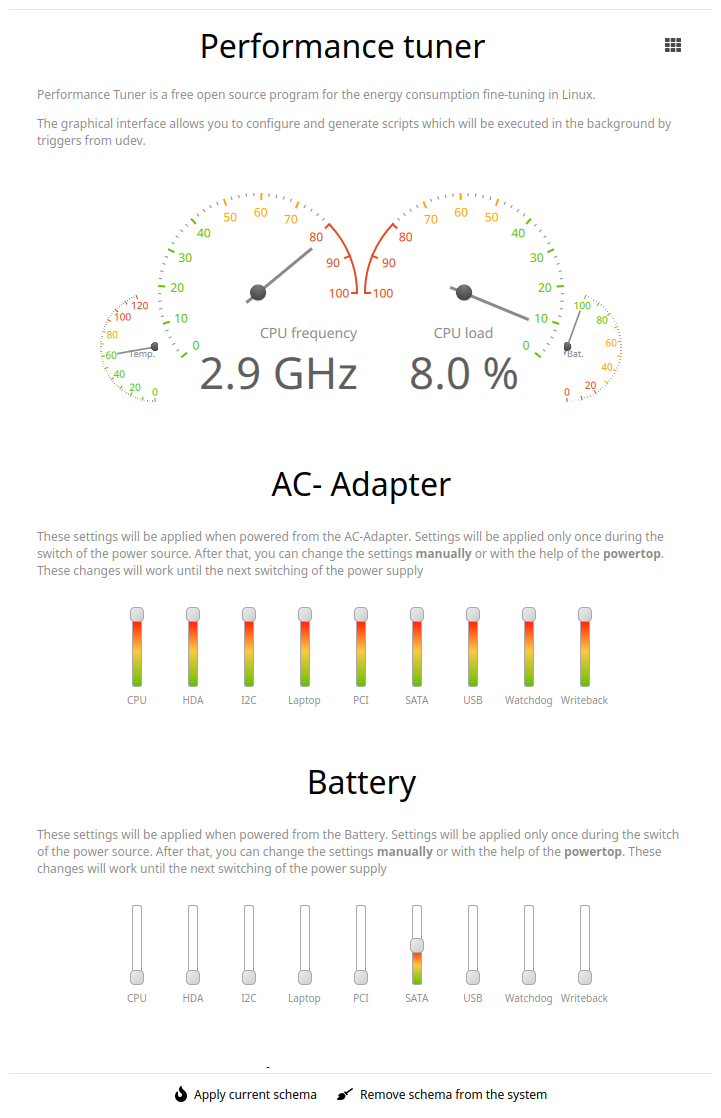 Performance tuner
Performance Tuner is a free open source program for the energy consumption fine-tuning in Linux.
The graphical interface allows you to configure and generate scripts which will be executed in the background by
triggers from udev.
0 10 20 30 40 50 60 70 80 90 100
CPU frequency
2.9 GHz
0 20 40 60 80 100 120
Temp.
100 90 80 70 60 50 40 30 20 10 0
CPU load
8.0 %
100 80 60 40 20 0
Bat.
AC- Adapter
These settings will be applied when powered from the AC-Adapter. Settings will be applied only once during the
switch of the power source. After that, you can change the settings manually or with the help of the powertop.
These changes will work until the next switching of the power supply
CPU HDA I2C Laptop PCI SATA USB Watchdog Writeback
Battery
These settings will be applied when powered from the Battery. Settings will be applied only once during the switch
of the power source. After that, you can change the settings manually or with the help of the powertop. These
changes will work until the next switching of the power supply
CPU HDA I2C Laptop PCI SATA USB Watchdog Writeback
Apply current schema Remove schema from the system